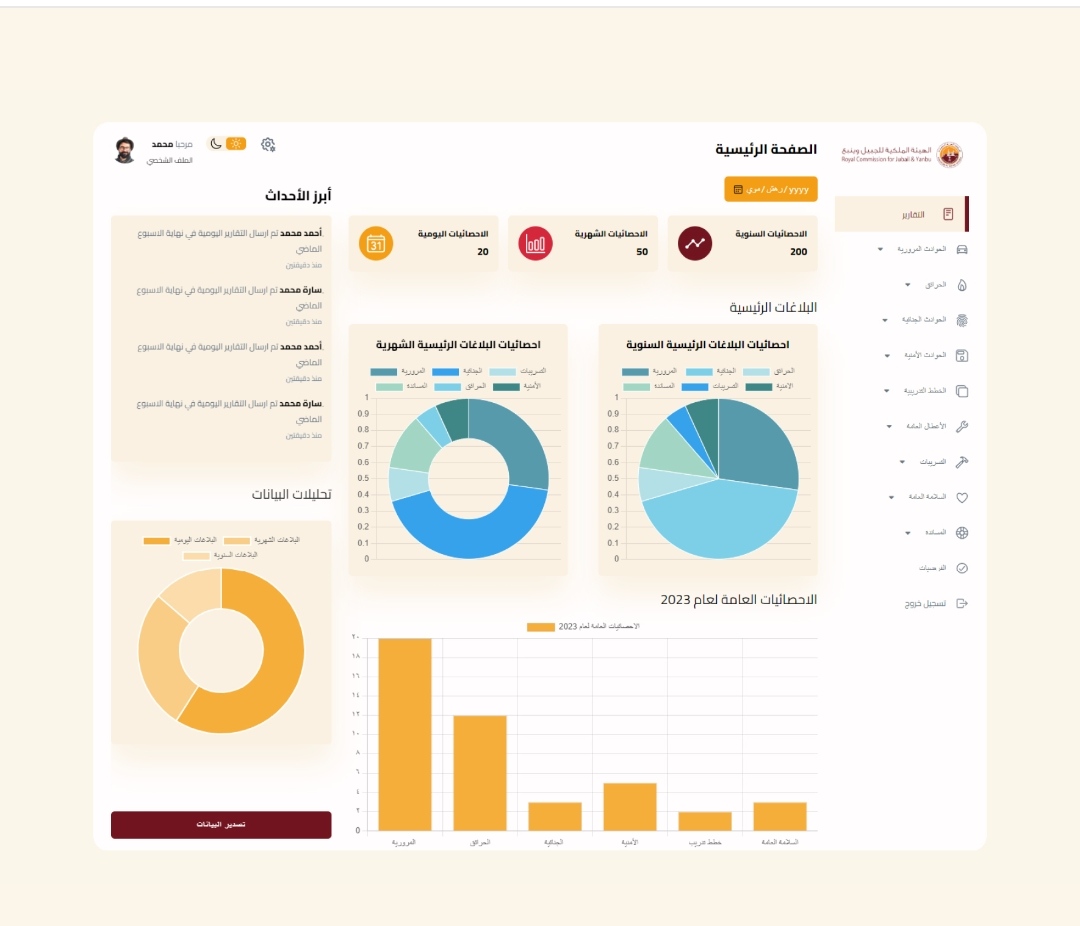 الهيئة الملكية للجبيل وينبع
Royal Commission for Jubail & Yanbu
التقارير
الحوادث المرورية
الحرائق
الحوادث الجنائية
الحوادث الأمنية
الخطط التدريبية
الأعطال العامة
التسريبات
السلامة العامة
المساندة
الفرضيات
تسجيل خروج
الصفحة الرئيسية
الاحصائيات السنوية
200
الاحصائيات الشهرية
50
الاحصائيات اليومية
20
31
البلاغات الرئيسية
احصائيات البلاغات الرئيسية السنوية
المرورية الجنائية الحرائق
المساندة التسريبات الأمنية
1
0.9
0.8
0.7
0.6
0.5
0.4
0.3
0.2
0.1
0
احصائيات البلاغات الرئيسية الشهرية
المرورية الجنائية التسريبات
المساندة الحرائق الأمنية
1
0.9
0.8
0.7
0.6
0.5
0.4
0.3
0.2
0.1
0
الاحصائيات العامة لعام 2023
الاحصائيات العامة لعام 2023
٢٠
١٨
١٦
١٤
١٢
١٠
٨
٦
٤
٢
0
المرورية الحرائق الجنائية الأمنية خطط تدريب السلامة العامة
مرحبا محمد
الملف الشخصي
أبرز الأحداث
أحمد محمد تم ارسال التقارير اليومية في نهاية الاسبوع
الماضي
منذ دقيقتين
سارة محمد تم ارسال التقارير اليومية في نهاية الاسبوع
الماضي
منذ دقيقتين
أحمد محمد تم ارسال التقارير اليومية في نهاية الاسبوع
الماضي
منذ دقيقتين
سارة محمد تم ارسال التقارير اليومية في نهاية الاسبوع
الماضي
منذ دقيقتين
تحليلات البيانات
البلاغات اليومية البلاغات الشهرية
البلاغات السنوية
تصدير البيانات